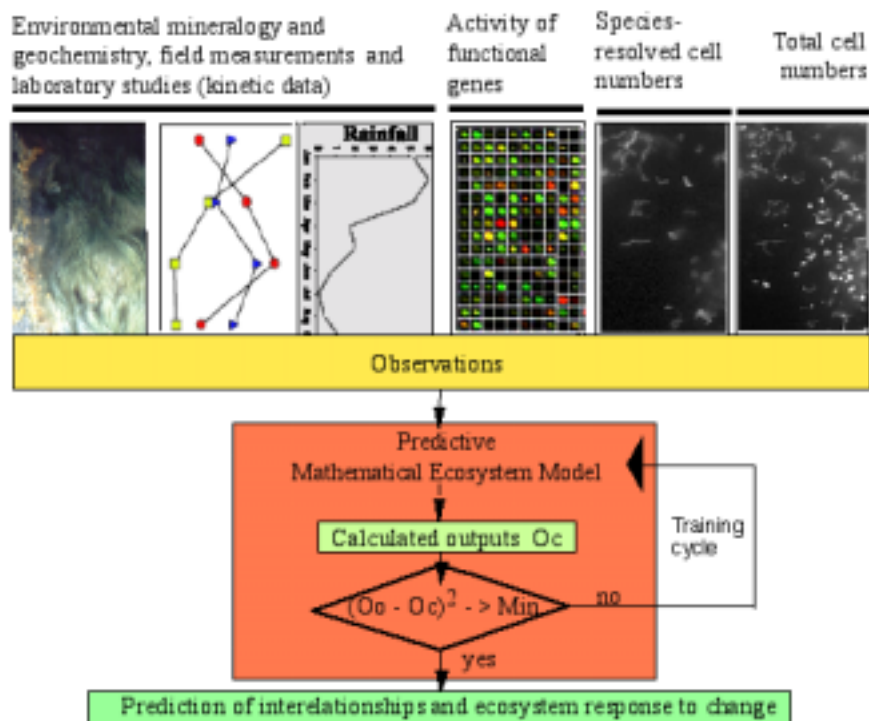 Environmental mineralogy and
geochemistry, field measurements and
laboratory studies (kinetic data)
Activity of
functional
genes
Species-
resolved cell
numbers
Total cell
numbers
Rainfall
Observations
Predictive
Mathematical Ecosystem Model
Calculated outputs Oc
(Oo - Oc)² - > Min
no
Training
cycle
yes
Prediction of interelationships and ecosystem response to change